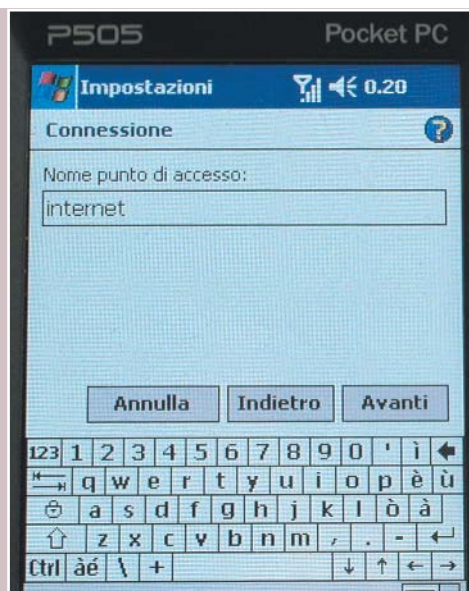 P505 Pocket PC
Impostazioni 0.20
Connessione ?
Nome punto di accesso:
internet
Annulla Indietro Avanti
123 1 2 3 4 5 6 7 8 9 0 ' ì
q w e r t y u i o p è ù
a s d f g h j k l ò à
z x c v b n m , . -
Ctrl àé \ + ↓ ↑ ← →